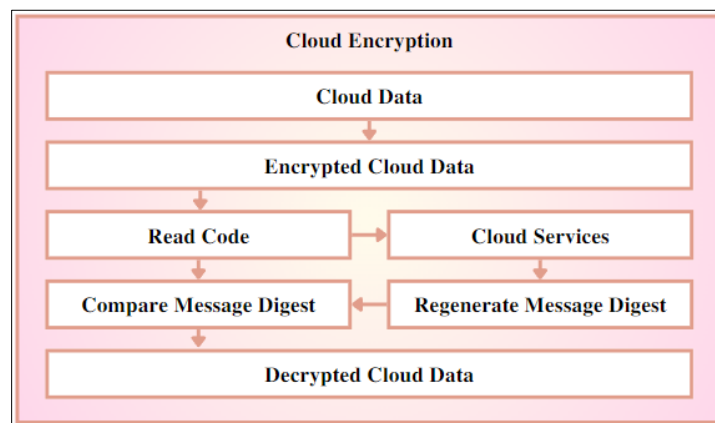 Cloud Encryption
Cloud Data
Encrypted Cloud Data
Read Code
Cloud Services
Compare Message Digest
Regenerate Message Digest
Decrypted Cloud Data